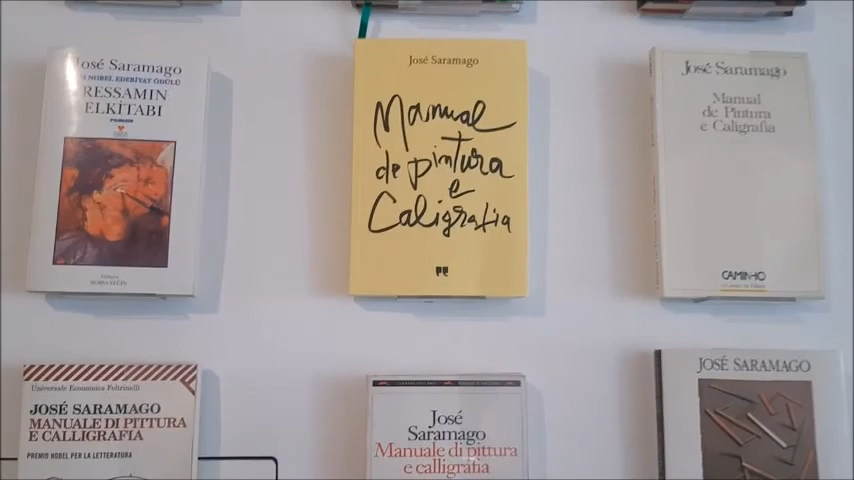 José Saramago
NOBEL EDEBİYAT ÖDÜLÜ
RESSAMIN
ELKİTABI
José Saramago
Manual
de pintura
e
Caligrafia
José Saramago
Manual
de Pintura
e Caligrafia
CAMINHO
Universale Economica Feltrinelli
JOSÉ SARAMAGO
MANUALE DI PITTURA
E CALLIGRAFIA
PREMIO NOBEL PER LA LETTERATURA
José
Saramago
Manuale di pittura
e calligrafia
JOSÉ SARAMAGO